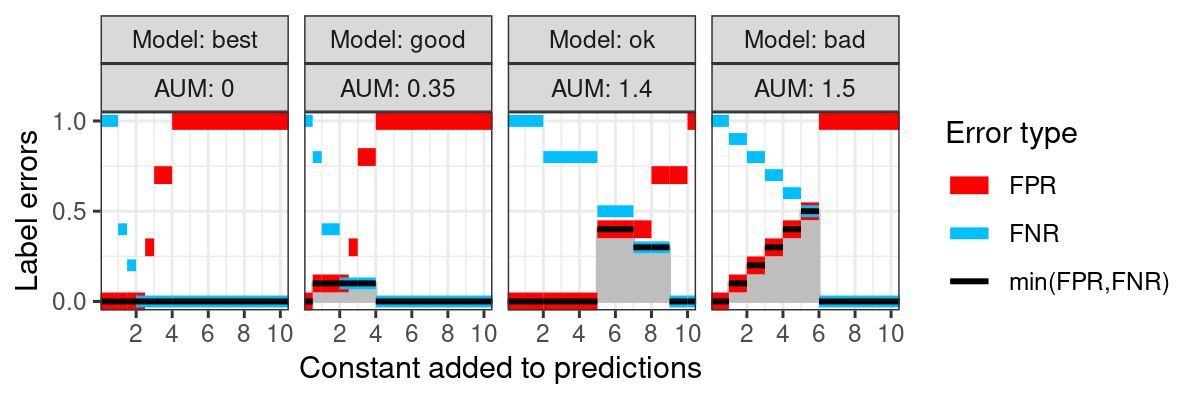 Model: best
Model: good
Model: ok
Model: bad
AUM: 0
AUM: 0.35
AUM: 1.4
AUM: 1.5
Label errors
1.0
0.5
0.0
2 4 6 8 10
2 4 6 8 10
2 4 6 8 10
2 4 6 8 10
Constant added to predictions
Error type
FPR
FNR
min(FPR,FNR)